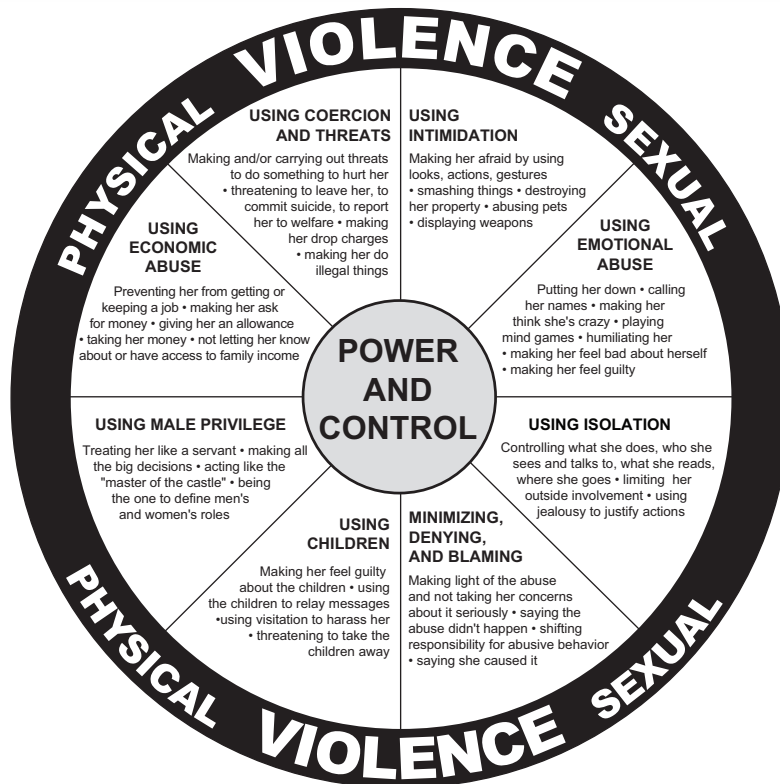 PHYSICAL VIOLENCE SEXUAL
USING COERCION
AND THREATS
Making and/or carrying out threats
to do something to hurt her
• threatening to leave her, to
commit suicide, to report
her to welfare • making
her drop charges
• making her do
illegal things
USING
INTIMIDATION
Making her afraid by using
looks, actions, gestures
• smashing things • destroying
her property • abusing pets
• displaying weapons
USING
EMOTIONAL
ABUSE
Putting her down • calling
her names • making her
think she's crazy • playing
mind games • humiliating her
• making her feel bad about herself
• making her feel guilty
USING ISOLATION
Controlling what she does, who she
sees and talks to, what she reads,
where she goes • limiting her
outside involvement • using
jealousy to justify actions
MINIMIZING,
DENYING,
AND BLAMING
Making light of the abuse
and not taking her concerns
about it seriously • saying the
abuse didn't happen • shifting
responsibility for abusive behavior
• saying she caused it
USING
CHILDREN
Making her feel guilty
about the children • using
the children to relay messages
•using visitation to harass her
• threatening to take the
children away
USING MALE PRIVILEGE
Treating her like a servant • making all
the big decisions • acting like the
"master of the castle" • being
the one to define men's
and women's roles
USING
ECONOMIC
ABUSE
Preventing her from getting or
keeping a job • making her ask
for money • giving her an allowance
• taking her money • not letting her know
about or have access to family income
POWER
AND
CONTROL
PHYSICAL VIOLENCE SEXUAL